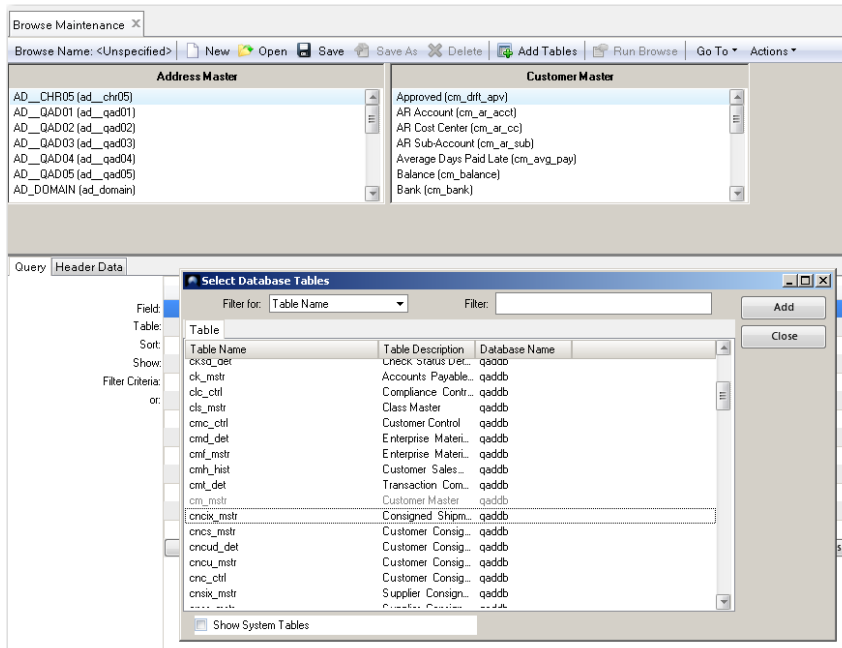 Browse Maintenance
Browse Name: <Unspecified> New Open Save Save As Delete Add Tables Run Browse Go To Actions
Address Master
AD__CHR05 (ad__chr05)
AD__QAD01 (ad__qad01)
AD__QAD02 (ad__qad02)
AD__QAD03 (ad__qad03)
AD__QAD04 (ad__qad04)
AD__QAD05 (ad__qad05)
AD_DOMAIN (ad_domain)
Customer Master
Approved (cm_drft_apv)
AR Account (cm_ar_acct)
AR Cost Center (cm_ar_cc)
AR Sub-Account (cm_ar_sub)
Average Days Paid Late (cm_avg_pay)
Balance (cm_balance)
Bank (cm_bank)
Query Header Data
Field:
Table:
Sort:
Show:
Filter Criteria:
or:
Select Database Tables
Filter for: Table Name Filter:
Add
Close
Table
Table Name Table Description Database Name
cksd_det Check Status Det... qaddb
ck_mstr Accounts Payable... qaddb
clc_ctrl Compliance Contr... qaddb
cls_mstr Class Master qaddb
cmc_ctrl Customer Control qaddb
cmd_det Enterprise Materi... qaddb
cmf_mstr Enterprise Materi... qaddb
cmh_hist Customer Sales... qaddb
cmt_det Transaction Com... qaddb
cm_mstr Customer Master qaddb
cncix_mstr Consigned Shipm... qaddb
cncs_mstr Customer Consig... qaddb
cncud_det Customer Consig... qaddb
cncu_mstr Customer Consig... qaddb
cnc_ctrl Customer Consig... qaddb
cnsix_mstr Supplier Consign... qaddb
Show System Tables